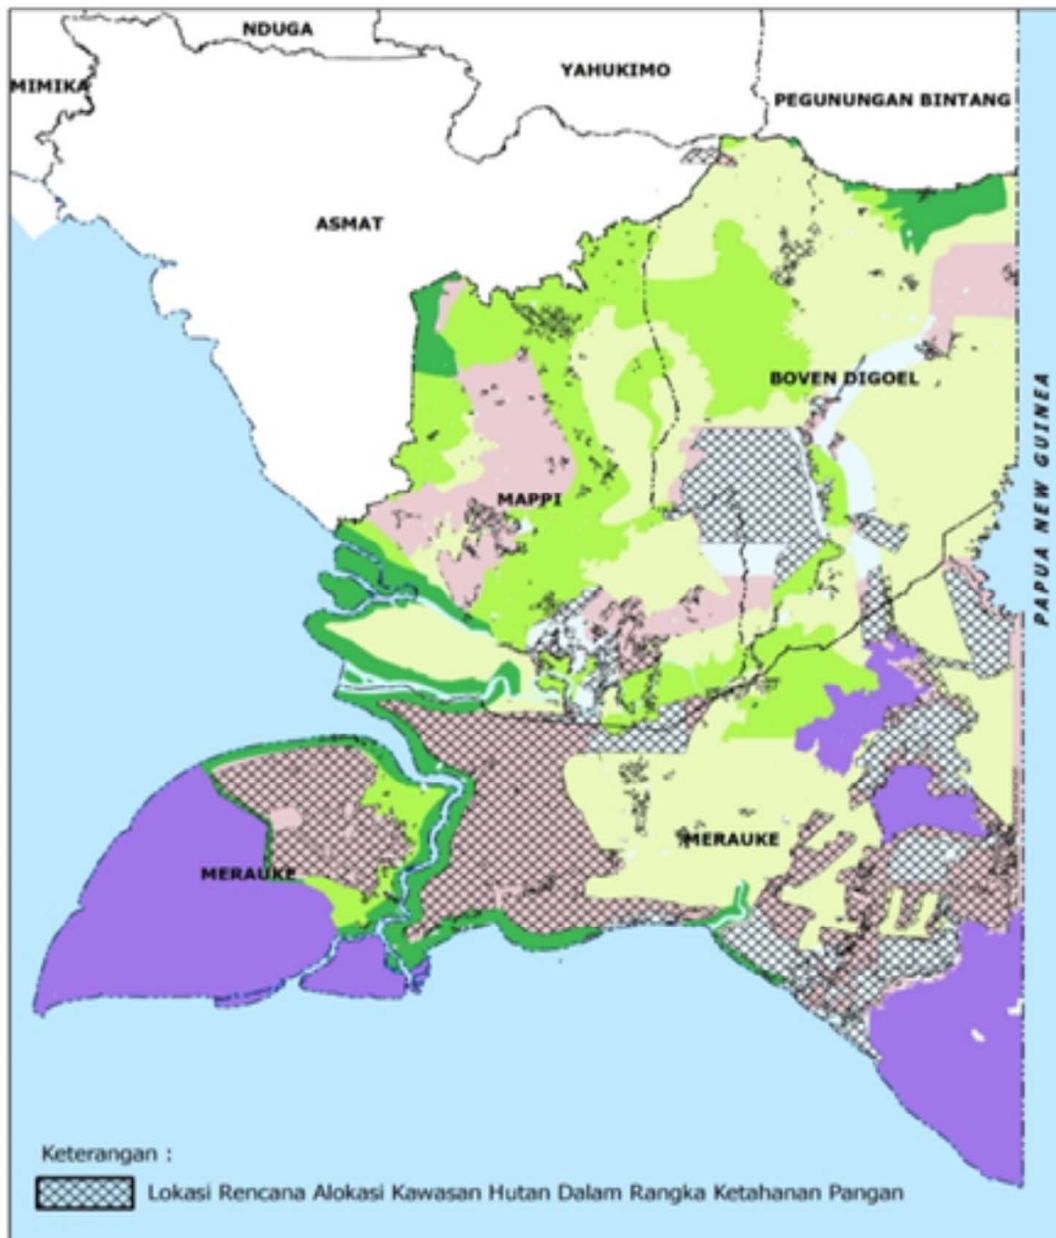 NDUGA
YAHUKIMO
MIMIKA
PEGUNUNGAN BINTANG
ASMAT
BOVEN DIGOEL
PAPUA NEW GUINEA
MAPPI
MERAUKE
MERAUKE
Keterangan :
Lokasi Rencana Alokasi Kawasan Hutan Dalam Rangka Ketahanan Pangan